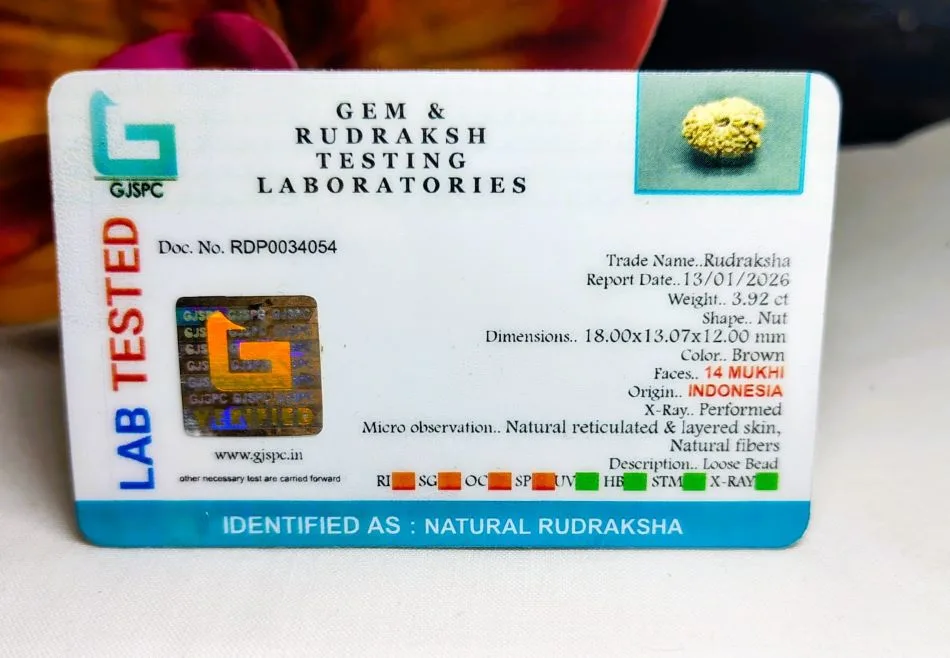 GEM &
RUDRAKSH
TESTING
LABORATORIES
GJSPC
LAB TESTED
Doc. No. RDP0034054
Trade Name..Rudraksha
Report Date..13/01/2026
Weight.. 3.92 ct
Shape.. Nut
Dimensions.. 18.00x13.07x12.00 mm
Color.. Brown
Faces.. 14 MUKHI
Origin.. INDONESIA
X-Ray.. Performed
Micro observation.. Natural reticulated & layered skin,
Natural fibers
Description.. Loose Bead
GJSPC GJSPC
VERIFIED
www.gjspc.in
other necessary test are carried forward
RI SG OC SP UV HB STM X-RAY
IDENTIFIED AS : NATURAL RUDRAKSHA